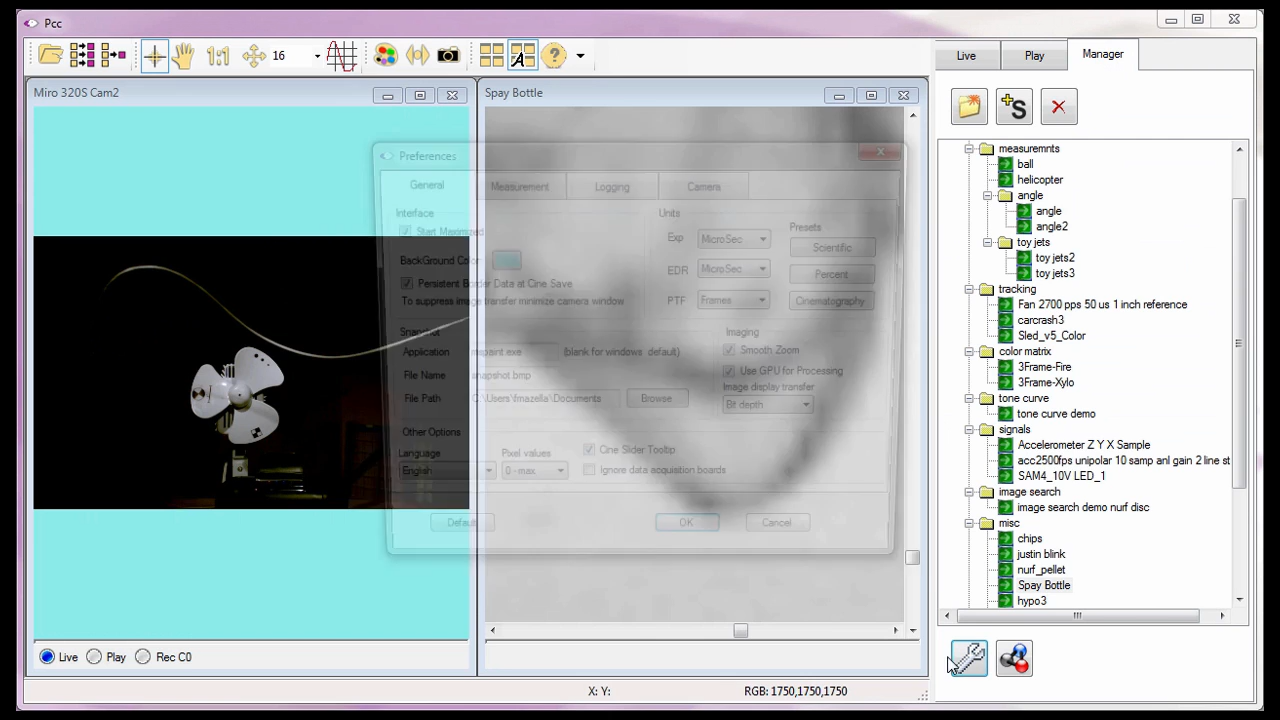 Pcc
1:1
16
A
?
Live
Play
Manager
Miro 320S Cam2
Spay Bottle
+S
Preferences
General
Measurement
Logging
Camera
Interface
Start Maximized
BackGround Color
Persistent Border Data at Cine Save
To suppress image transfer minimize camera window
Units
Exp
MicroSec
EDR
MicroSec
PTF
Frames
Presets
Scientific
Percent
Cinematography
Snapshot
Application
mspaint.exe
(blank for windows default)
File Name
snapshot.bmp
File Path
C:\Users\fmazella\Documents
Browse
Imaging
Smooth Zoom
Use GPU for Processing
Image display transfer
Bit depth
Other Options
Language
English
Pixel values
0 - max
Cine Slider Tooltip
Ignore data acquisition boards
Default
OK
Cancel
measuremnts
ball
helicopter
angle
angle
angle2
toy jets
toy jets2
toy jets3
tracking
Fan 2700 pps 50 us 1 inch reference
carcrash3
Sled_v5_Color
color matrix
3Frame-Fire
3Frame-Xylo
tone curve
tone curve demo
signals
Accelerometer Z Y X Sample
acc2500fps unipolar 10 samp anl gain 2 line st
SAM4_10V LED_1
image search
image search demo nurf disc
misc
chips
justin blink
nurf_pellet
Spay Bottle
hypo3
Live
Play
Rec C0
X: Y:
RGB: 1750,1750,1750